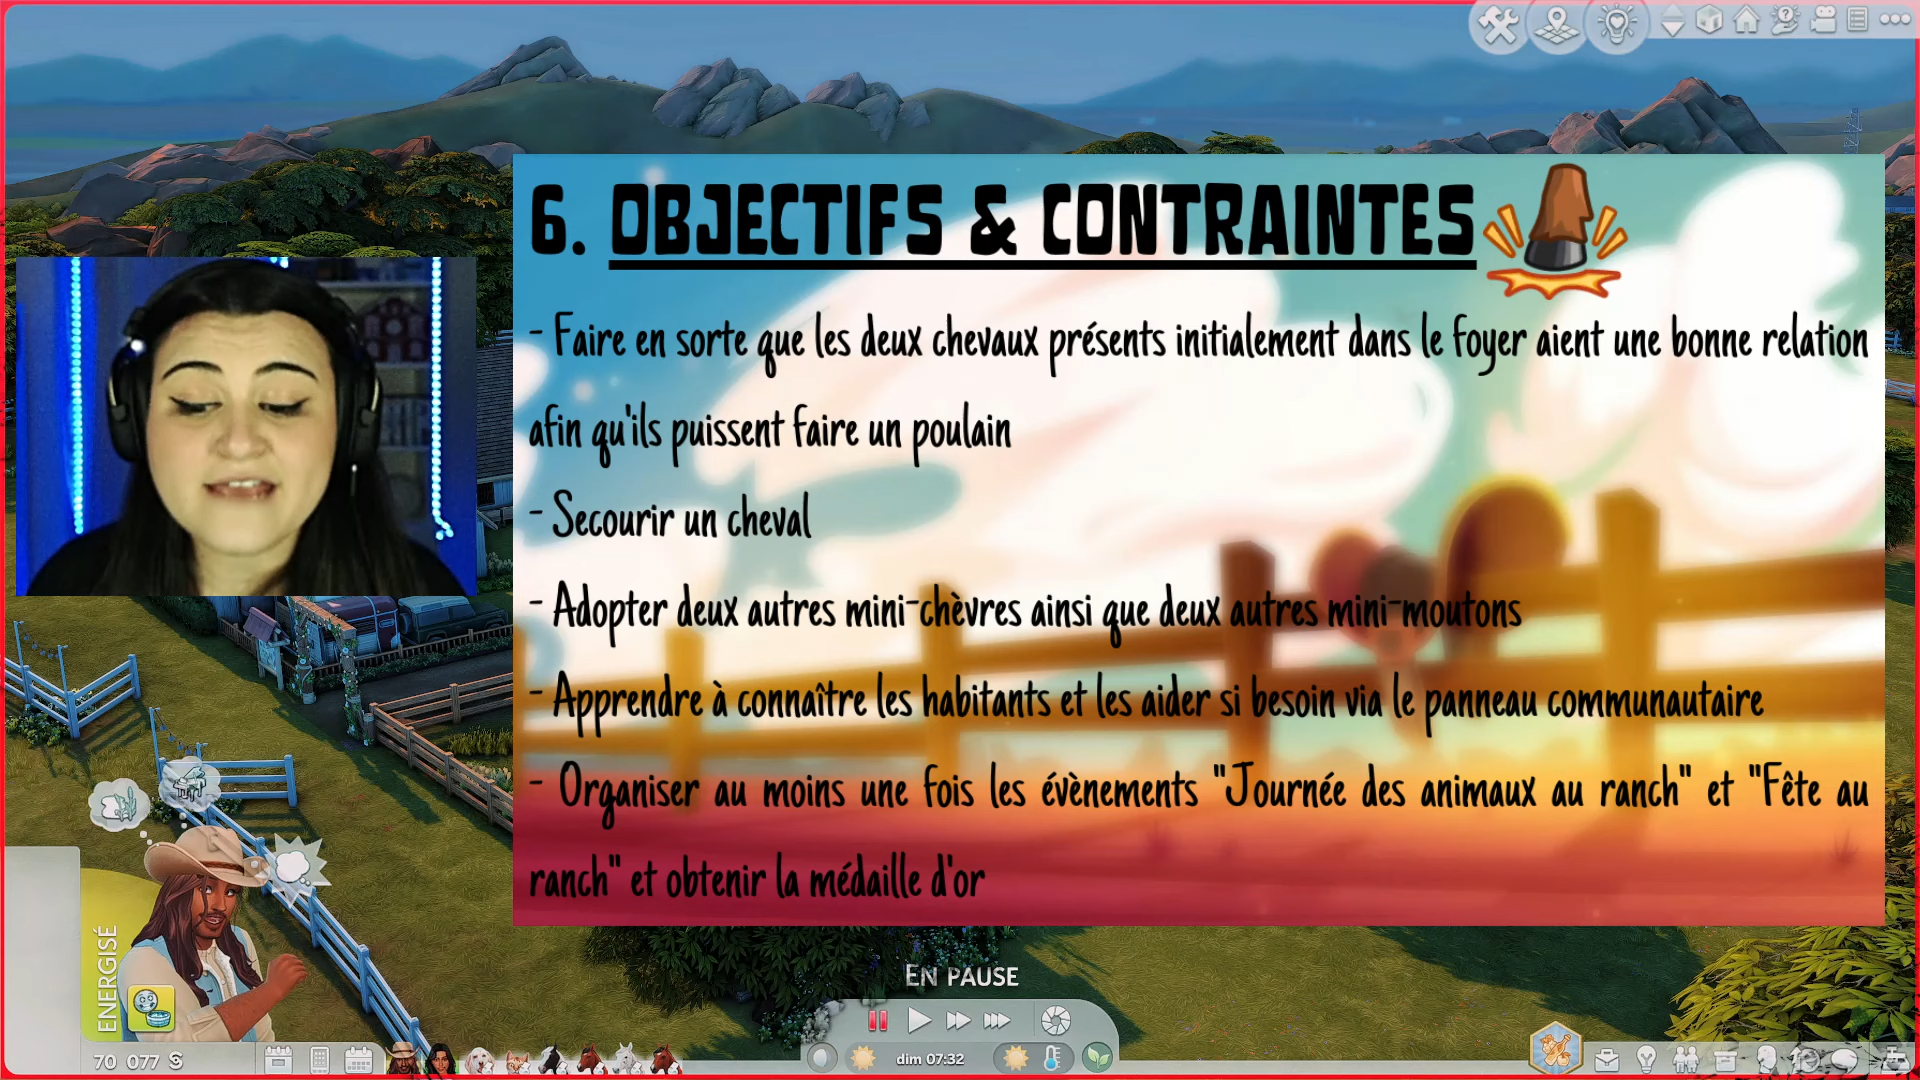 6. OBJECTIFS & CONTRAINTES
- Faire en sorte que les deux chevaux présents initialement dans le foyer aient une bonne relation
afin qu'ils puissent faire un poulain
- Secourir un cheval
- Adopter deux autres mini-chèvres ainsi que deux autres mini-moutons
- Apprendre à connaître les habitants et les aider si besoin via le panneau communautaire
- Organiser au moins une fois les évènements "Journée des animaux au ranch" et "Fête au
ranch" et obtenir la médaille d'or
ENERGISÉ
EN PAUSE
70 077 §
dim 07:32